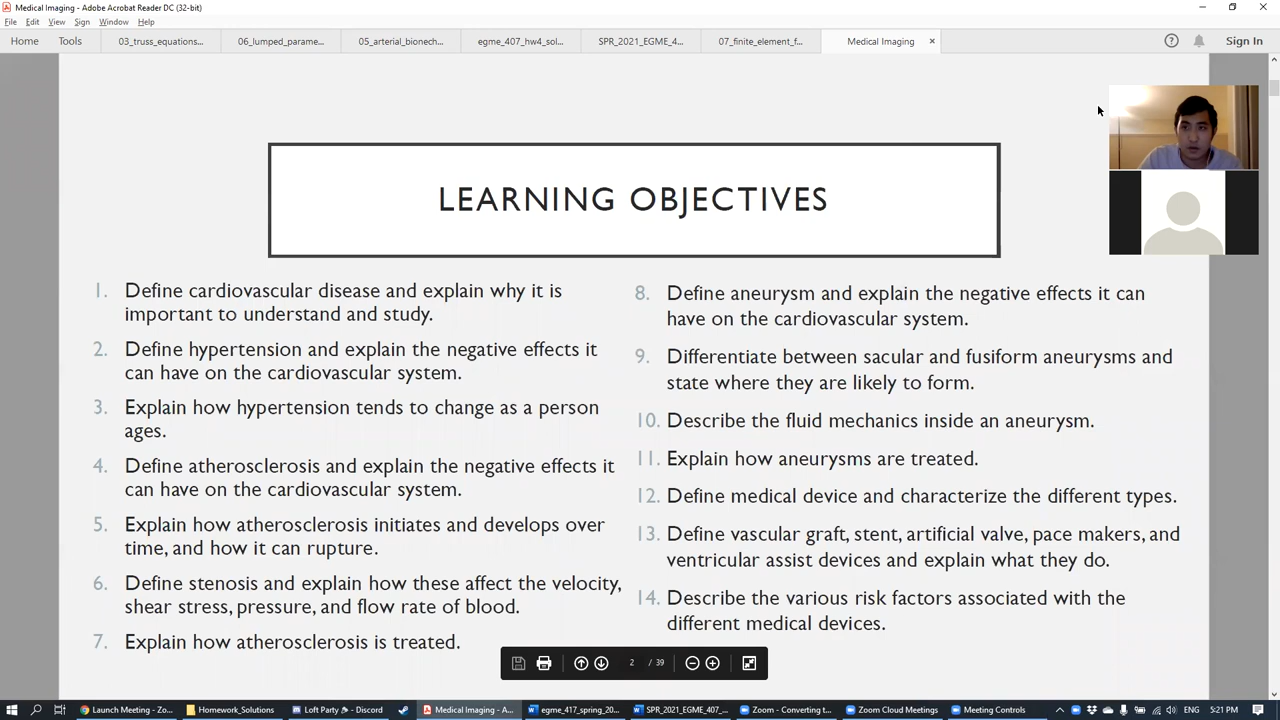 Medical Imaging - Adobe Acrobat Reader DC (32-bit)
File Edit View Sign Window Help
Home Tools 03_truss_equations... 06_lumped_parame... 05_arterial_bionech... egme_407_hw4_sol... SPR_2021_EGME_4... 07_finite_element_f... Medical Imaging × Sign In
LEARNING OBJECTIVES
1. Define cardiovascular disease and explain why it is
important to understand and study.
2. Define hypertension and explain the negative effects it
can have on the cardiovascular system.
3. Explain how hypertension tends to change as a person
ages.
4. Define atherosclerosis and explain the negative effects it
can have on the cardiovascular system.
5. Explain how atherosclerosis initiates and develops over
time, and how it can rupture.
6. Define stenosis and explain how these affect the velocity,
shear stress, pressure, and flow rate of blood.
7. Explain how atherosclerosis is treated.
8. Define aneurysm and explain the negative effects it can
have on the cardiovascular system.
9. Differentiate between sacular and fusiform aneurysms and
state where they are likely to form.
10. Describe the fluid mechanics inside an aneurysm.
11. Explain how aneurysms are treated.
12. Define medical device and characterize the different types.
13. Define vascular graft, stent, artificial valve, pace makers, and
ventricular assist devices and explain what they do.
14. Describe the various risk factors associated with the
different medical devices.
2 / 39
Launch Meeting - Zo... Homework_Solutions Loft Party - Discord Medical Imaging - A... egme_417_spring_20... SPR_2021_EGME_407_... Zoom - Converting t... Zoom Cloud Meetings Meeting Controls ENG 5:21 PM